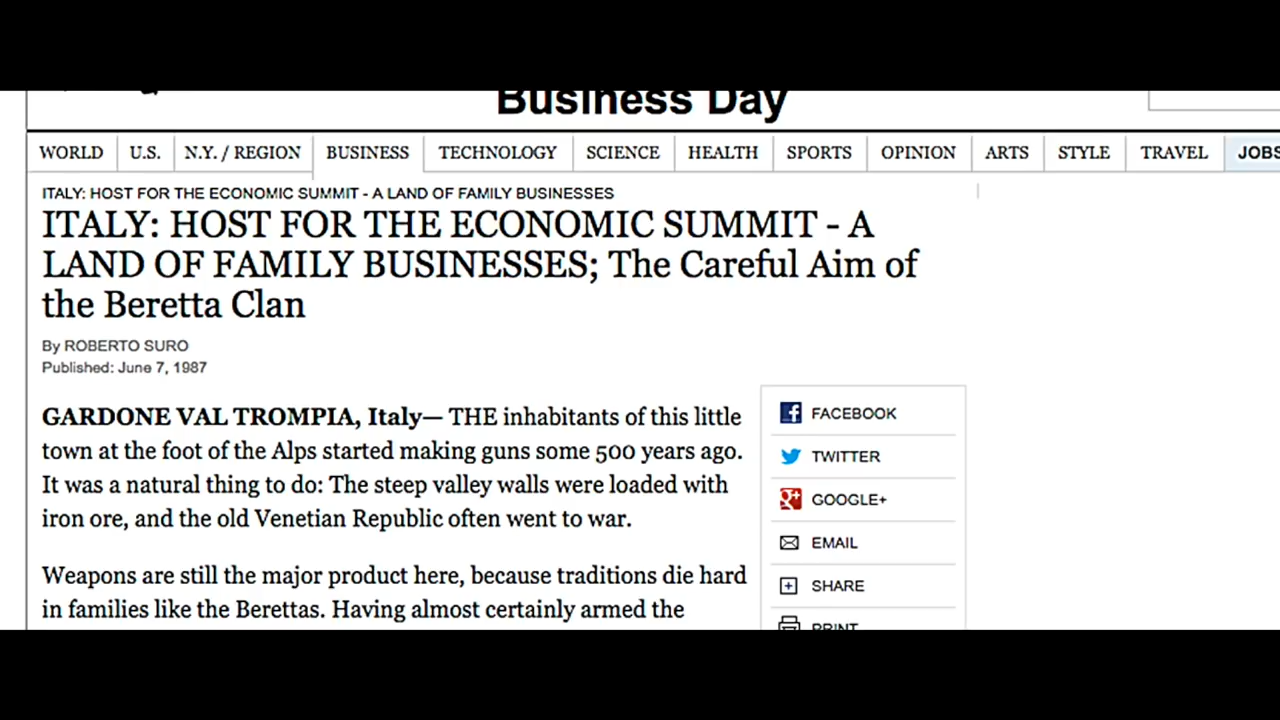 Business Day
WORLD U.S. N.Y. / REGION BUSINESS TECHNOLOGY SCIENCE HEALTH SPORTS OPINION ARTS STYLE TRAVEL JOBS
ITALY: HOST FOR THE ECONOMIC SUMMIT - A LAND OF FAMILY BUSINESSES
ITALY: HOST FOR THE ECONOMIC SUMMIT - A
LAND OF FAMILY BUSINESSES; The Careful Aim of
the Beretta Clan
By ROBERTO SURO
Published: June 7, 1987
GARDONE VAL TROMPIA, Italy— THE inhabitants of this little
town at the foot of the Alps started making guns some 500 years ago.
It was a natural thing to do: The steep valley walls were loaded with
iron ore, and the old Venetian Republic often went to war.
Weapons are still the major product here, because traditions die hard
in families like the Berettas. Having almost certainly armed the
FACEBOOK
TWITTER
GOOGLE+
EMAIL
SHARE
PRINT